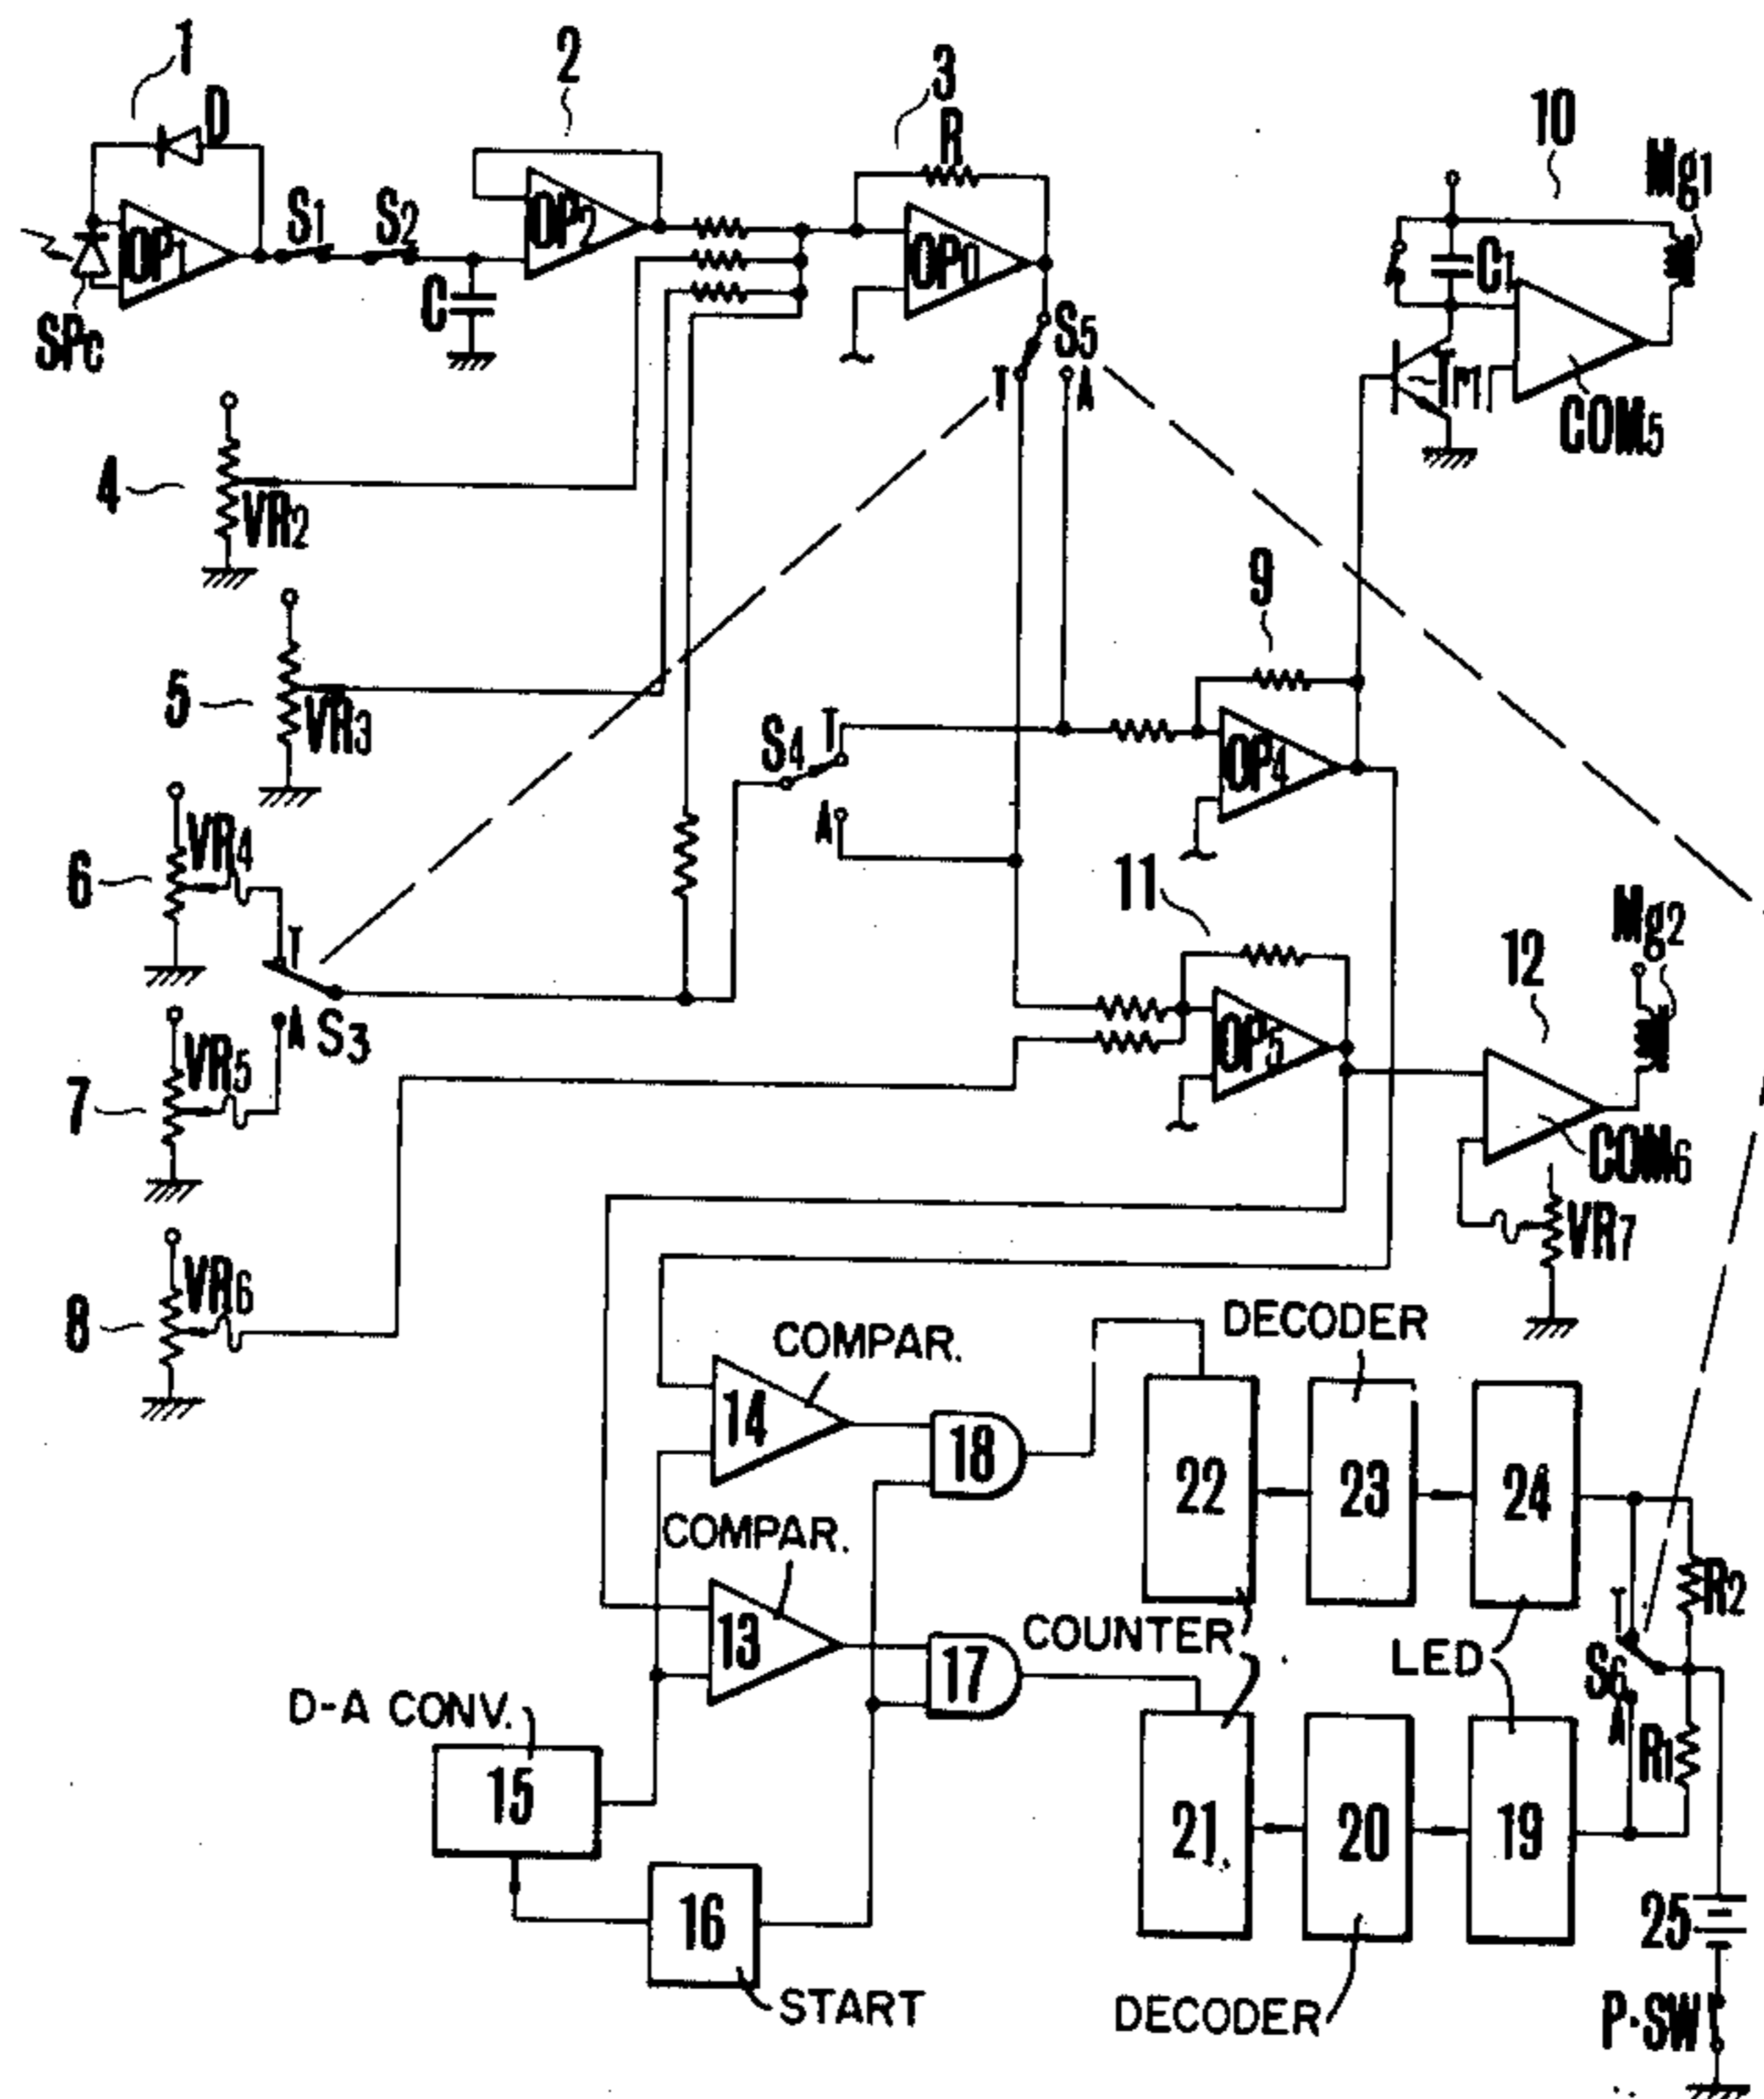 1
2
3
D
R
10
Mg1
S1
S2
OP1
OP2
OP0
C
SPC
S5
T
A
C1
Tr1
COM5
4
VR2
9
5
VR3
S4
T
A
OP4
6
VR4
T
11
Mg2
12
A
S3
OP5
7
VR5
COM6
VR7
8
VR6
DECODER
COMPAR.
14
18
22
23
24
COMPAR.
R2
COUNTER
T
13
17
LED
S6
A
D-A CONV.
R1
15
21.
20
19
16
25
START
DECODER
P-SW